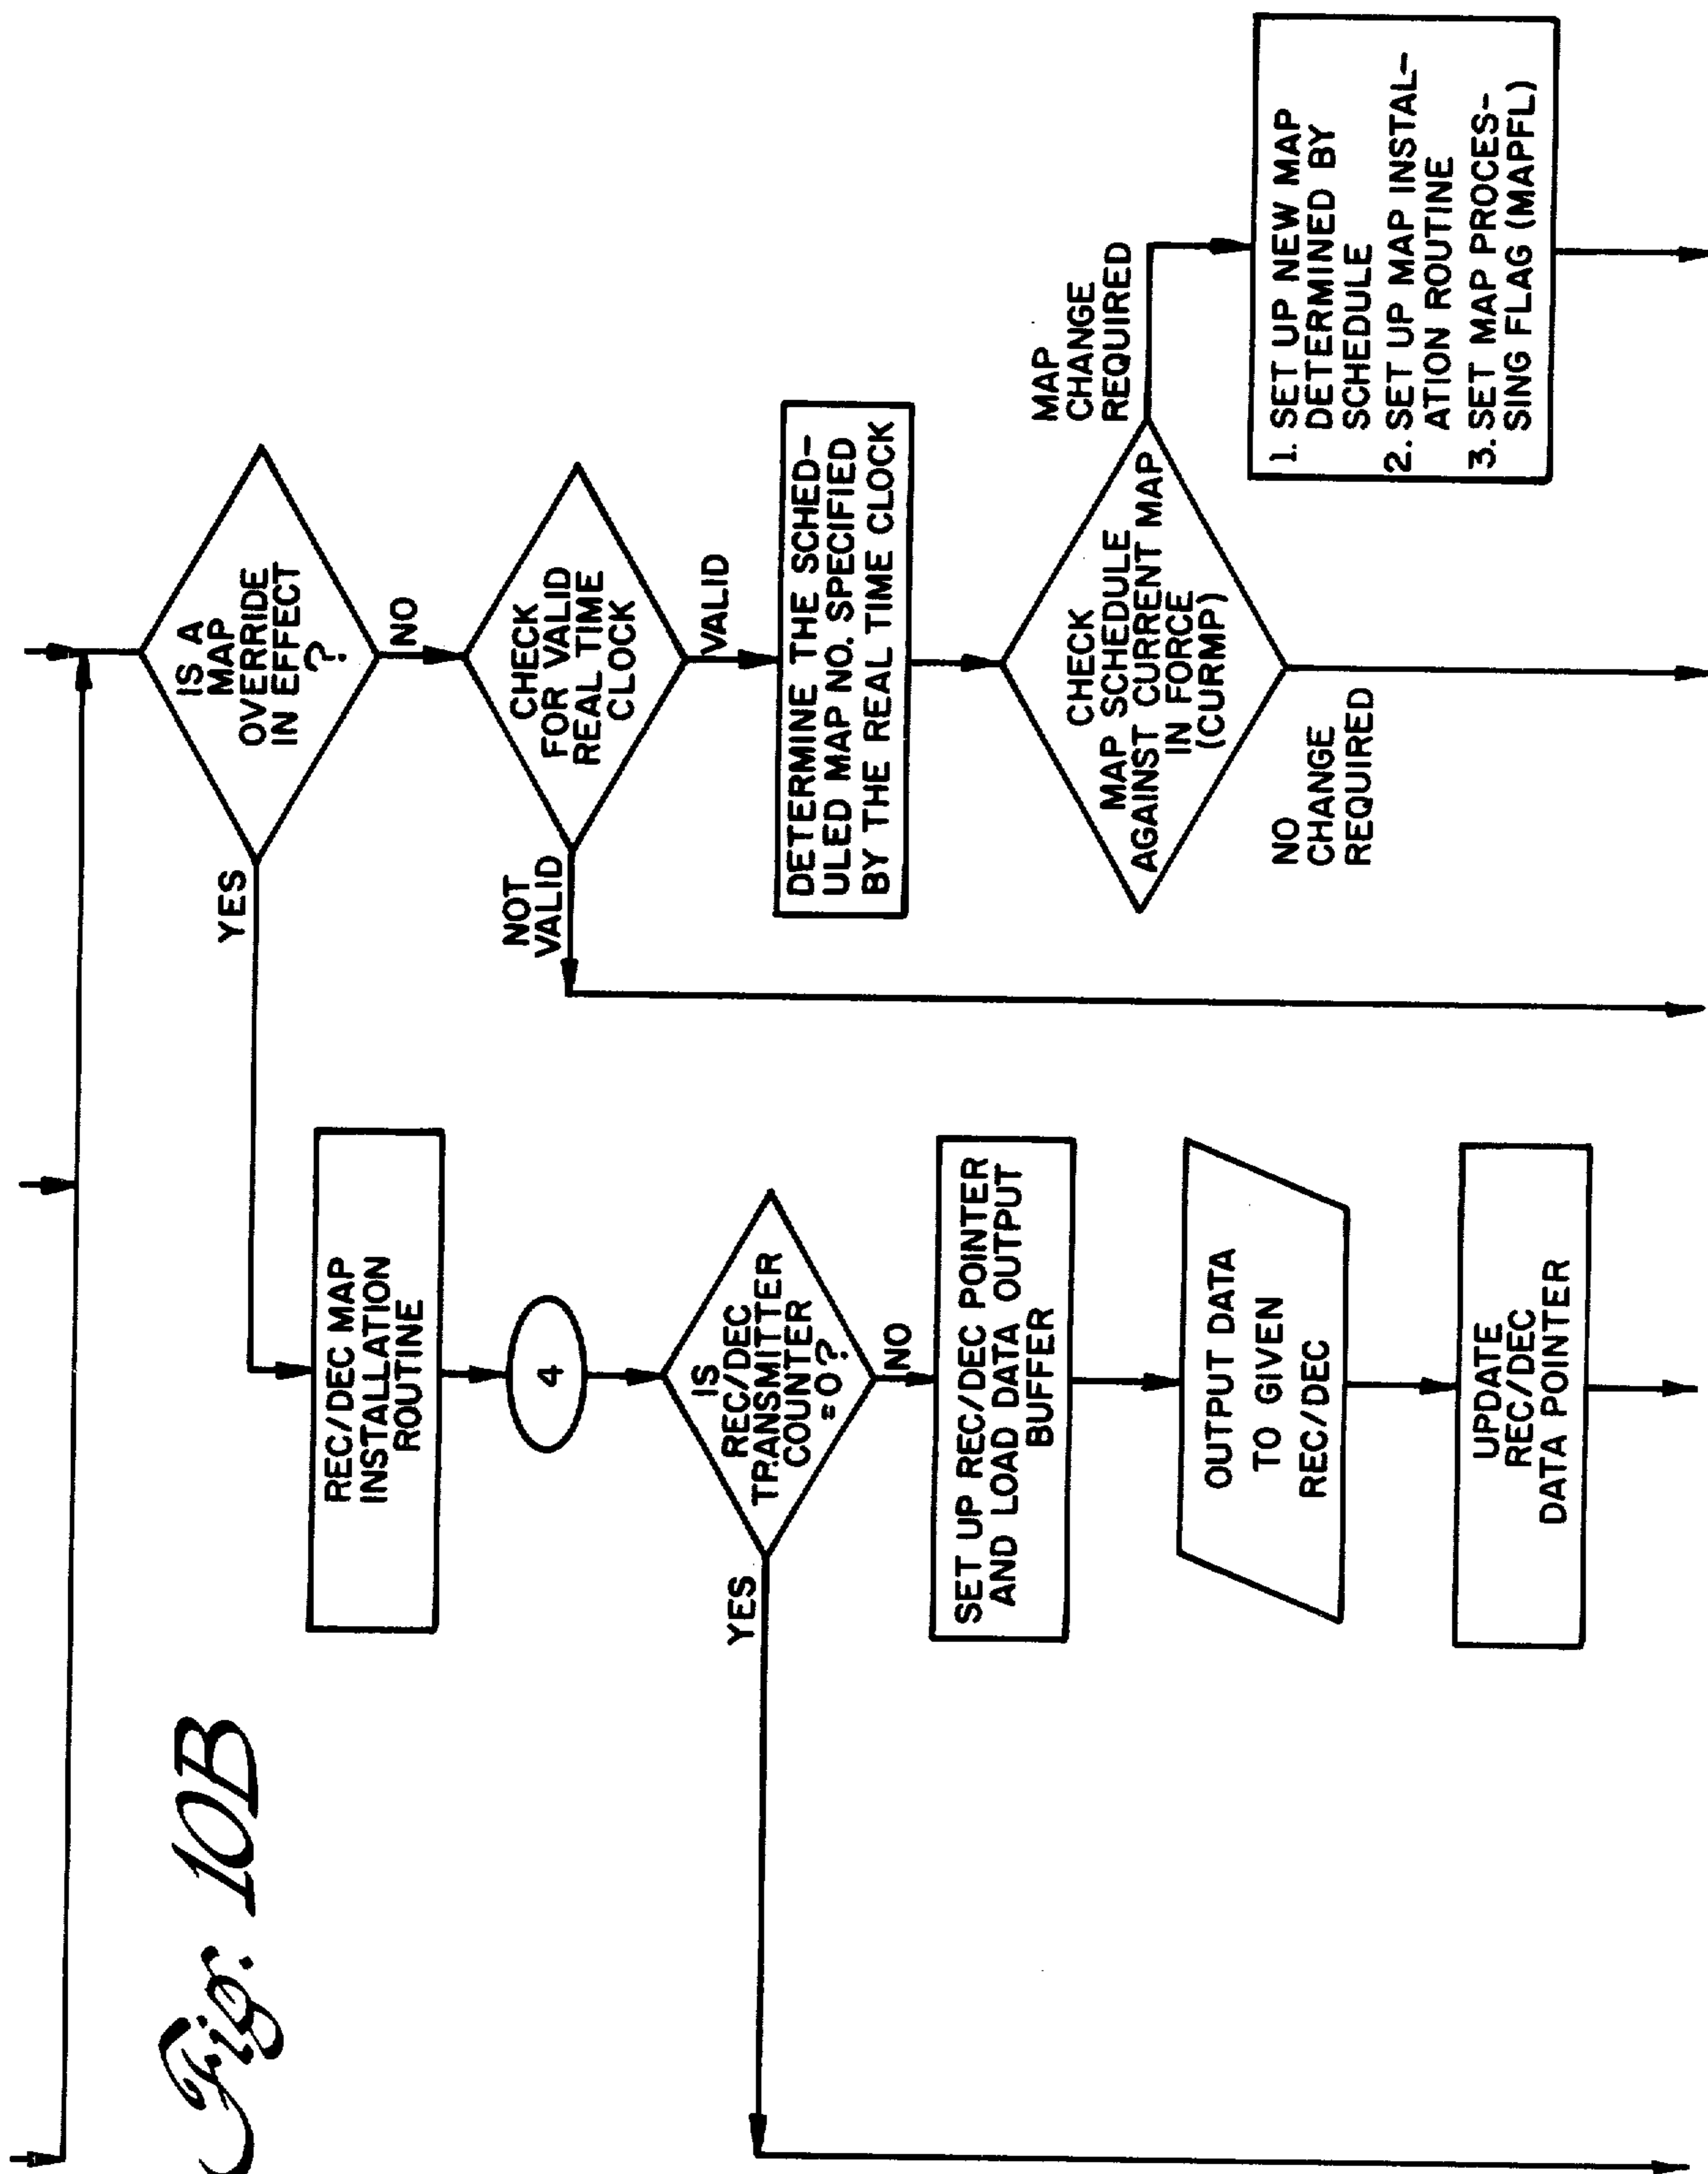 Fig. 10B
IS A
MAP
OVERRIDE
IN EFFECT
?
YES
NO
CHECK
FOR VALID
REAL TIME
CLOCK
NOT
VALID
VALID
DETERMINE THE SCHED-
ULED MAP NO. SPECIFIED
BY THE REAL TIME CLOCK
CHECK
MAP SCHEDULE
AGAINST CURRENT MAP
IN FORCE
(CURMP)
MAP
CHANGE
REQUIRED
NO
CHANGE
REQUIRED
1. SET UP NEW MAP
DETERMINED BY
SCHEDULE
2. SET UP MAP INSTAL-
ATION ROUTINE
3. SET MAP PROCES-
SING FLAG (MAPFL)
REC/DEC MAP
INSTALLATION
ROUTINE
4
IS
REC/DEC
TRANSMITTER
COUNTER
= 0 ?
YES
NO
SET UP REC/DEC POINTER
AND LOAD DATA OUTPUT
BUFFER
OUTPUT DATA
TO GIVEN
REC/DEC
UPDATE
REC/DEC
DATA POINTER